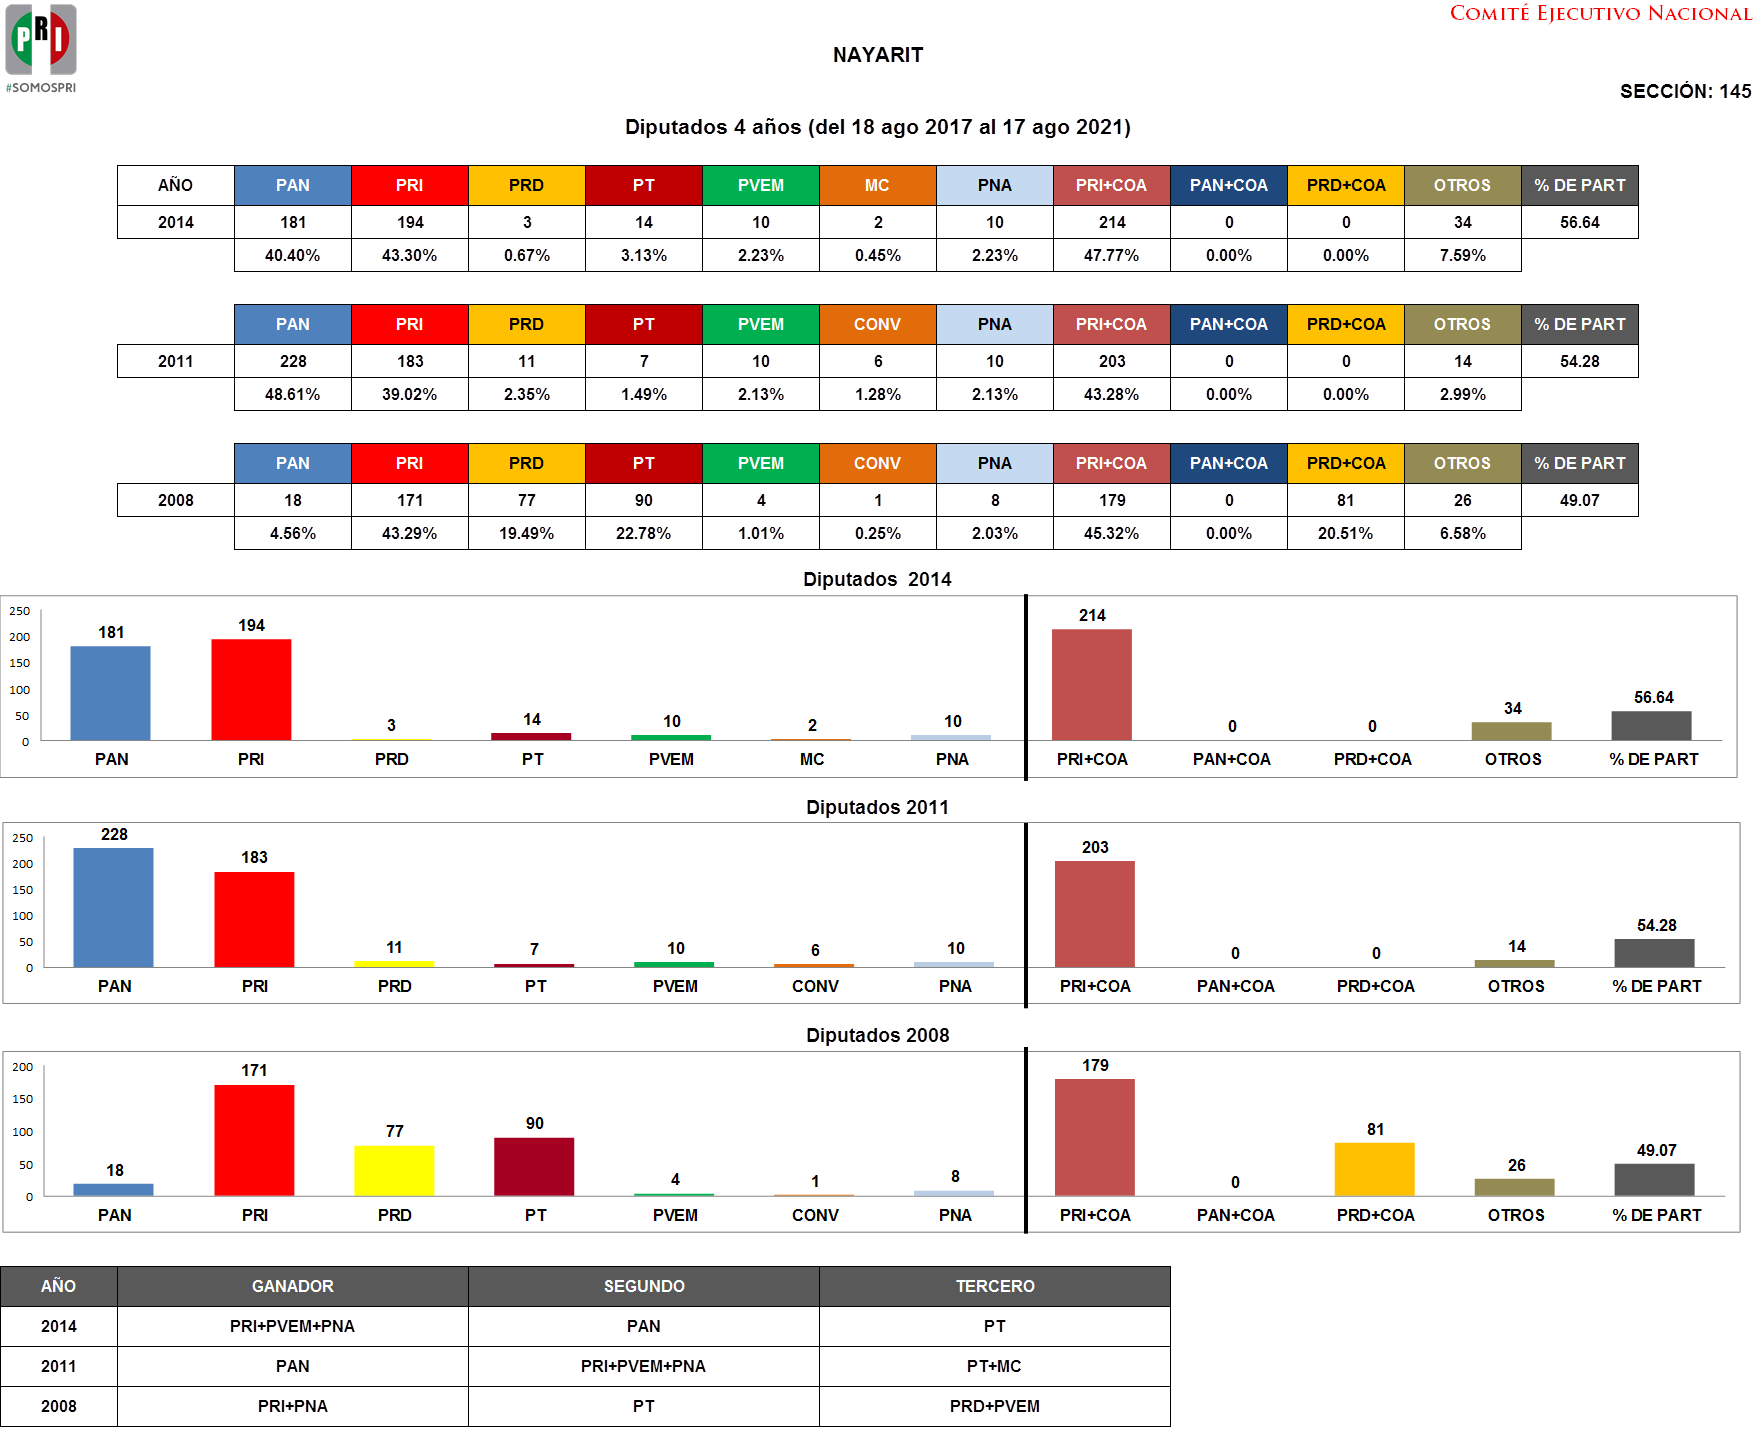 PRI
#SOMOSPRI
COMITÉ EJECUTIVO NACIONAL
NAYARIT
SECCIÓN: 145
Diputados 4 años (del 18 ago 2017 al 17 ago 2021)
AÑO PAN PRI PRD PT PVEM MC PNA PRI+COA PAN+COA PRD+COA OTROS % DE PART
2014 181 194 3 14 10 2 10 214 0 0 34 56.64
40.40% 43.30% 0.67% 3.13% 2.23% 0.45% 2.23% 47.77% 0.00% 0.00% 7.59%
PAN PRI PRD PT PVEM CONV PNA PRI+COA PAN+COA PRD+COA OTROS % DE PART
2011 228 183 11 7 10 6 10 203 0 0 14 54.28
48.61% 39.02% 2.35% 1.49% 2.13% 1.28% 2.13% 43.28% 0.00% 0.00% 2.99%
PAN PRI PRD PT PVEM CONV PNA PRI+COA PAN+COA PRD+COA OTROS % DE PART
2008 18 171 77 90 4 1 8 179 0 81 26 49.07
4.56% 43.29% 19.49% 22.78% 1.01% 0.25% 2.03% 45.32% 0.00% 20.51% 6.58%
Diputados 2014
250
200
150
100
50
0
181 194 3 14 10 2 10 214 0 0 34 56.64
PAN PRI PRD PT PVEM MC PNA PRI+COA PAN+COA PRD+COA OTROS % DE PART
Diputados 2011
250
200
150
100
50
0
228 183 11 7 10 6 10 203 0 0 14 54.28
PAN PRI PRD PT PVEM CONV PNA PRI+COA PAN+COA PRD+COA OTROS % DE PART
Diputados 2008
200
150
100
50
0
18 171 77 90 4 1 8 179 0 81 26 49.07
PAN PRI PRD PT PVEM CONV PNA PRI+COA PAN+COA PRD+COA OTROS % DE PART
AÑO GANADOR SEGUNDO TERCERO
2014 PRI+PVEM+PNA PAN PT
2011 PAN PRI+PVEM+PNA PT+MC
2008 PRI+PNA PT PRD+PVEM